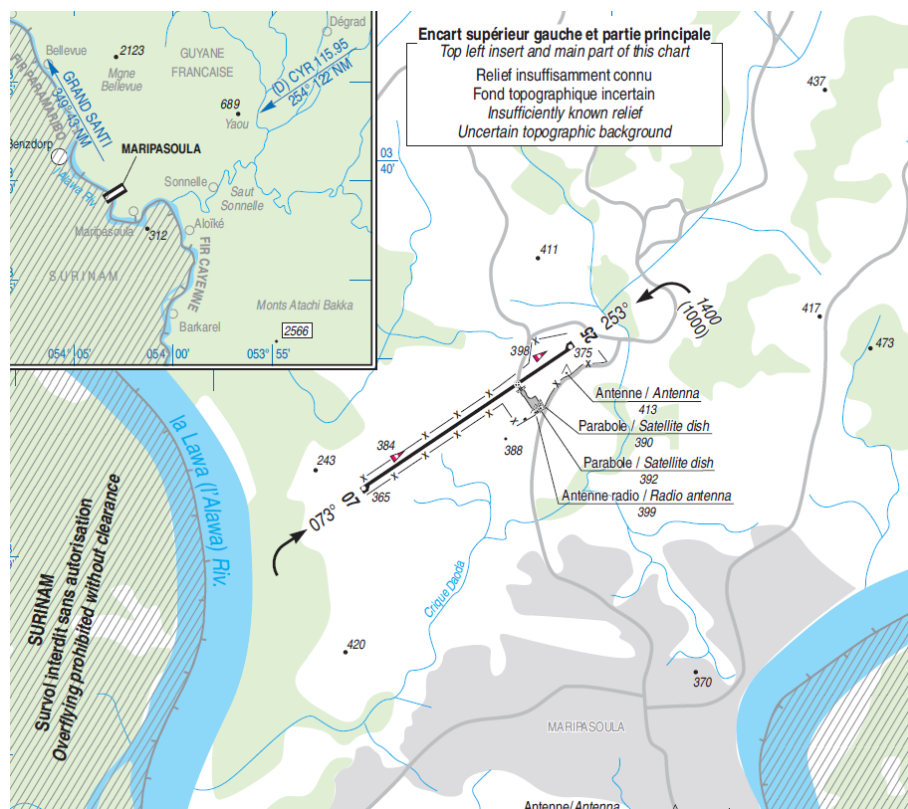 Bellevue
2123
Mgne
Bellevue
GUYANE
FRANCAISE
Dégrad
(D) CYR 115.95
254° 122 NM
689
Yaou
FIR PARAMARIBO
GRAND SANTI
349° 43 NM
Benzdorp
MARIPASOULA
Alawa Riv.
Sonnelle
Saut
Sonnelle
Maripasoula
312
Aloïké
SURINAM
FIR CAYENNE
Monts Atachi Bakka
Barkarel
2566
054° 05'
054° 00'
053° 55'
03
40'
Encart supérieur gauche et partie principale
Top left insert and main part of this chart
Relief insuffisamment connu
Fond topographique incertain
Insufficiently known relief
Uncertain topographic background
437
411
417
473
1400
(1000)
253°
25
375
398
Antenne / Antenna
413
Parabole / Satellite dish
390
Parabole / Satellite dish
392
Antenne radio / Radio antenna
399
388
384
243
365
07
073°
la Lawa (l'Alawa) Riv.
SURINAM
Survol interdit sans autorisation
Overflying prohibited without clearance
Crique Daoda
420
370
MARIPASOULA
Antenne/ Antenna